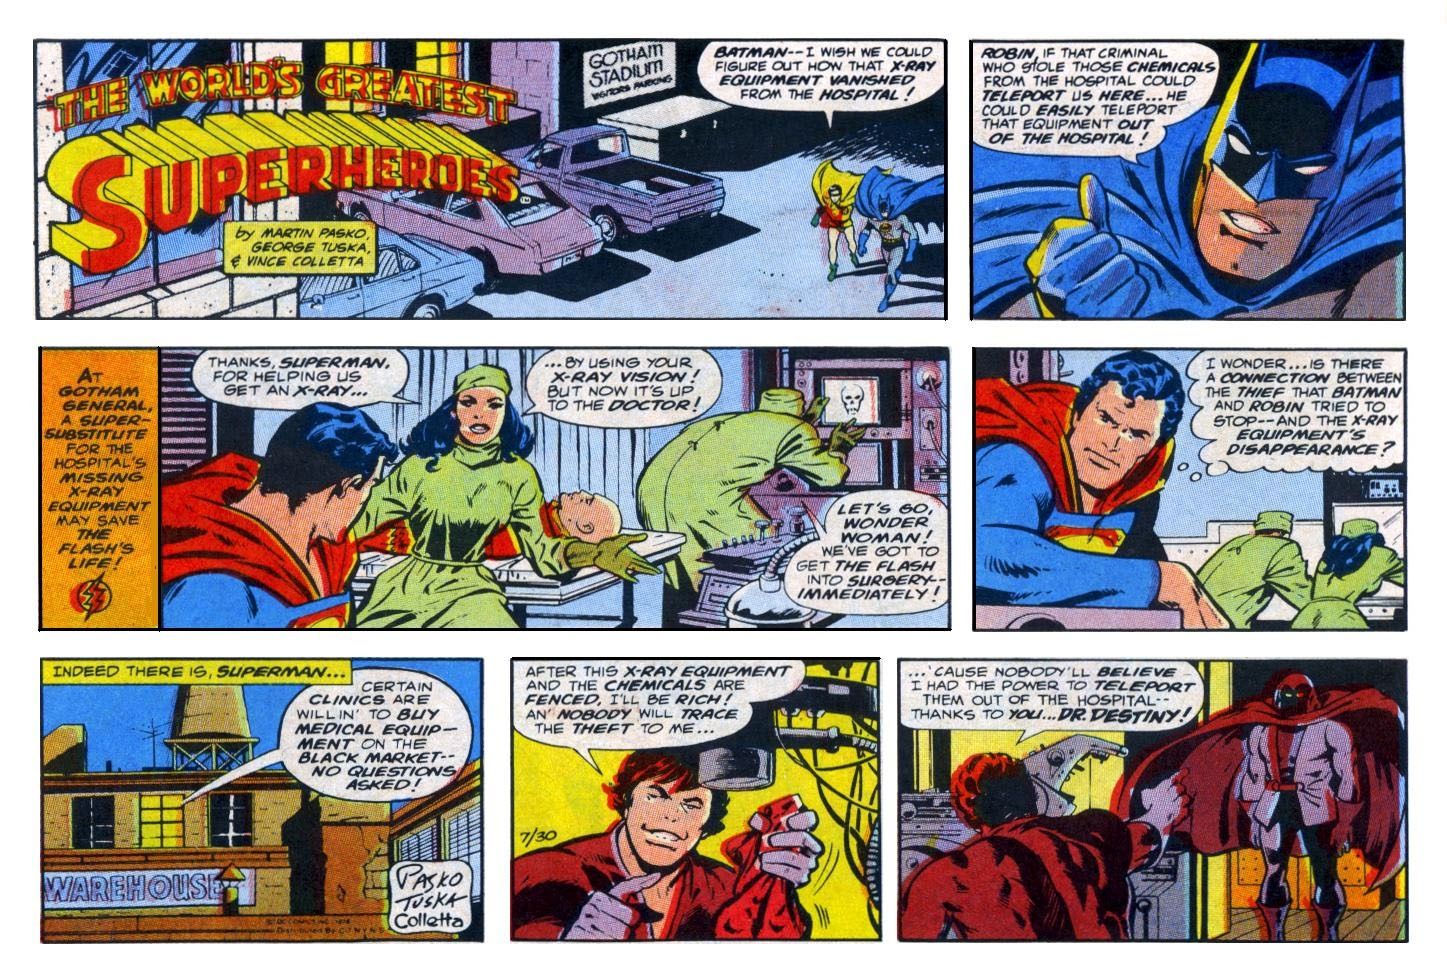 THE WORLD'S GREATEST
SUPERHEROES
by MARTIN PASKO,
GEORGE TUSKA,
& VINCE COLLETTA
GOTHAM
STADIUM
VISITORS PARKING
BATMAN--I WISH WE COULD
FIGURE OUT HOW THAT X-RAY
EQUIPMENT VANISHED
FROM THE HOSPITAL!
ROBIN, IF THAT CRIMINAL
WHO STOLE THOSE CHEMICALS
FROM THE HOSPITAL COULD
TELEPORT US HERE...HE
COULD EASILY TELEPORT
THAT EQUIPMENT OUT
OF THE HOSPITAL!
AT
GOTHAM
GENERAL,
A SUPER-
SUBSTITUTE
FOR THE
HOSPITAL'S
MISSING
X-RAY
EQUIPMENT
MAY SAVE
THE
FLASH'S
LIFE!
THANKS, SUPERMAN,
FOR HELPING US
GET AN X-RAY...
...BY USING YOUR
X-RAY VISION!
BUT NOW IT'S UP
TO THE DOCTOR!
LET'S GO,
WONDER
WOMAN!
WE'VE GOT TO
GET THE FLASH
INTO SURGERY--
IMMEDIATELY!
I WONDER...IS THERE
A CONNECTION BETWEEN
THE THIEF THAT BATMAN
AND ROBIN TRIED TO
STOP--AND THE X-RAY
EQUIPMENT'S
DISAPPEARANCE?
INDEED THERE IS, SUPERMAN...
CERTAIN
CLINICS ARE
WILLIN' TO BUY
MEDICAL EQUIP-
MENT ON THE
BLACK MARKET--
NO QUESTIONS
ASKED!
WAREHOUSE
PASKO
TUSKA
Colletta
AFTER THIS X-RAY EQUIPMENT
AND THE CHEMICALS ARE
FENCED, I'LL BE RICH!
AN' NOBODY WILL TRACE
THE THEFT TO ME...
7/30
...'CAUSE NOBODY'LL BELIEVE
I HAD THE POWER TO TELEPORT
THEM OUT OF THE HOSPITAL--
THANKS TO YOU...DR. DESTINY!